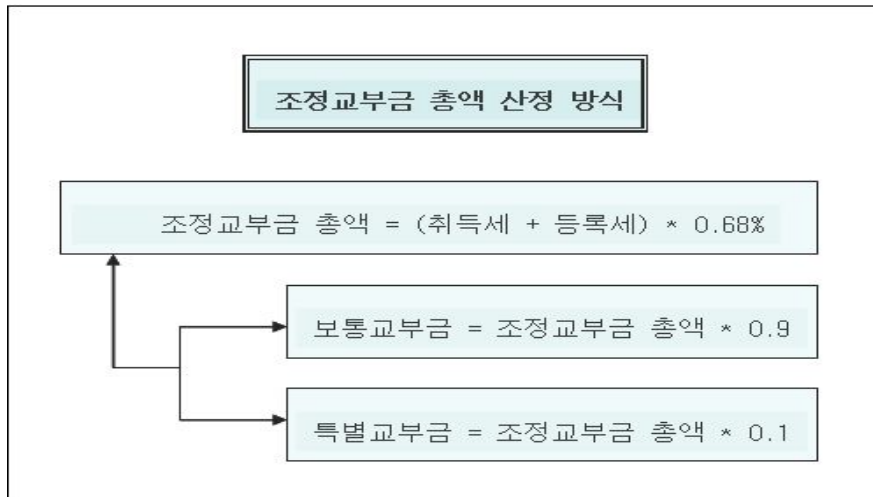 조정교부금 총액 산정 방식
조정교부금 총액 = (취득세 + 등록세) * 0.68%
보통교부금 = 조정교부금 총액 * 0.9
특별교부금 = 조정교부금 총액 * 0.1